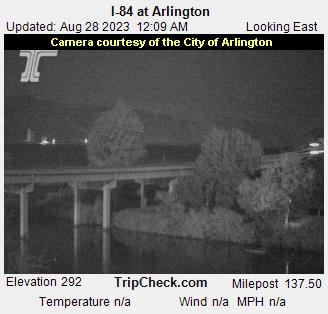 I-84 at Arlington
Updated: Aug 28 2023 12:09 AM Looking East
Camera courtesy of the City of Arlington
Elevation 292 TripCheck.com Milepost 137.50
Temperature n/a Wind n/a MPH n/a